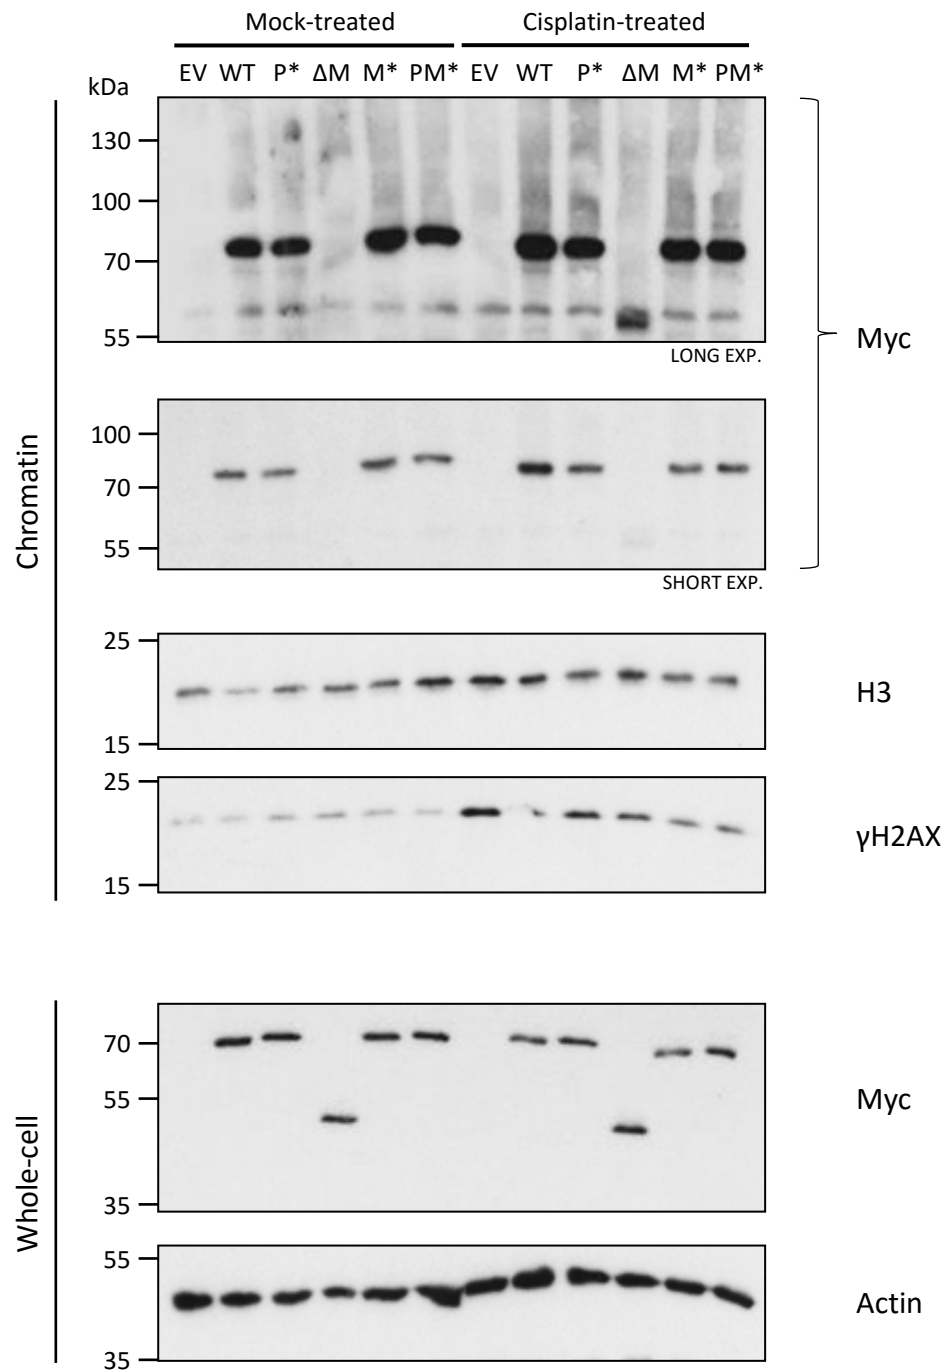 Mock-treated Cisplatin-treated
kDa EV WT P* ΔM M* PM* EV WT P* ΔM M* PM*
130
100
70
55
LONG EXP.
Myc
100
70
55
SHORT EXP.
Chromatin
25
15
H3
25
15
γH2AX
70
55
35
Myc
Whole-cell
55
35
Actin